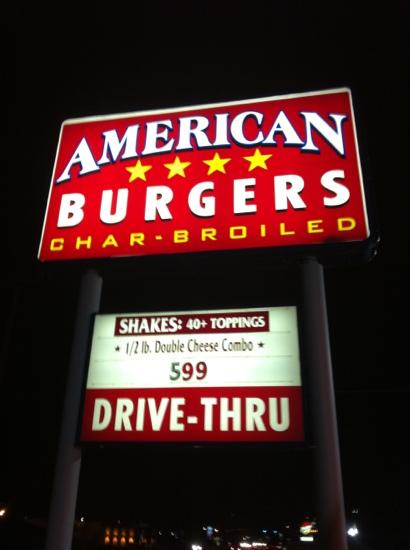 AMERICAN
BURGERS
CHAR-BROILED
SHAKES: 40+ TOPPINGS
★ 1/2 lb. Double Cheese Combo ★
599
DRIVE-THRU